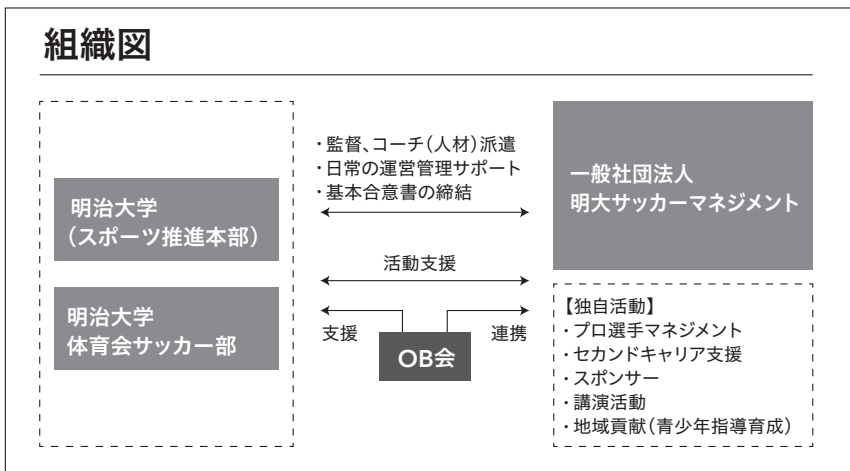 組織図
明治大学
（スポーツ推進本部）
明治大学
体育会サッカー部
・監督、コーチ（人材）派遣
・日常の運営管理サポート
・基本合意書の締結
活動支援
支援
連携
OB会
一般社団法人
明大サッカーマネジメント
【独自活動】
・プロ選手マネジメント
・セカンドキャリア支援
・スポンサー
・講演活動
・地域貢献（青少年指導育成）